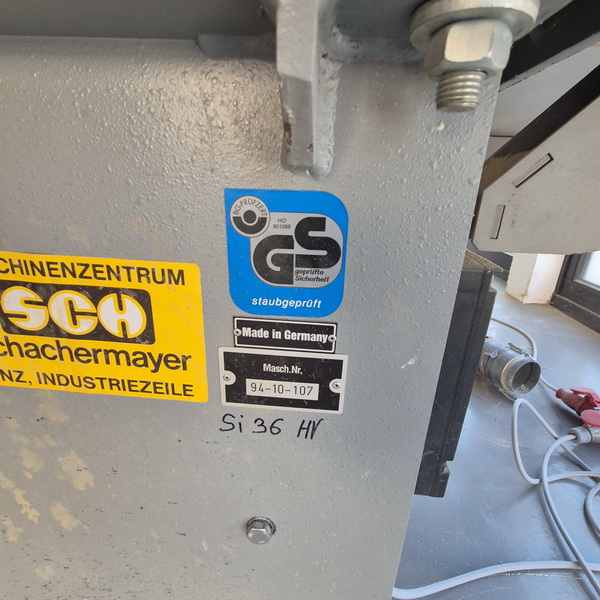 CHINENZENTRUM
SCH
chachermayer
NZ, INDUSTRIEZEILE
BG-PRÜFZERT
HO
901088
GS
geprüfte
Sicherheit
staubgeprüft
Made in Germany
Masch.Nr.
94-10-107
Si 36 HV